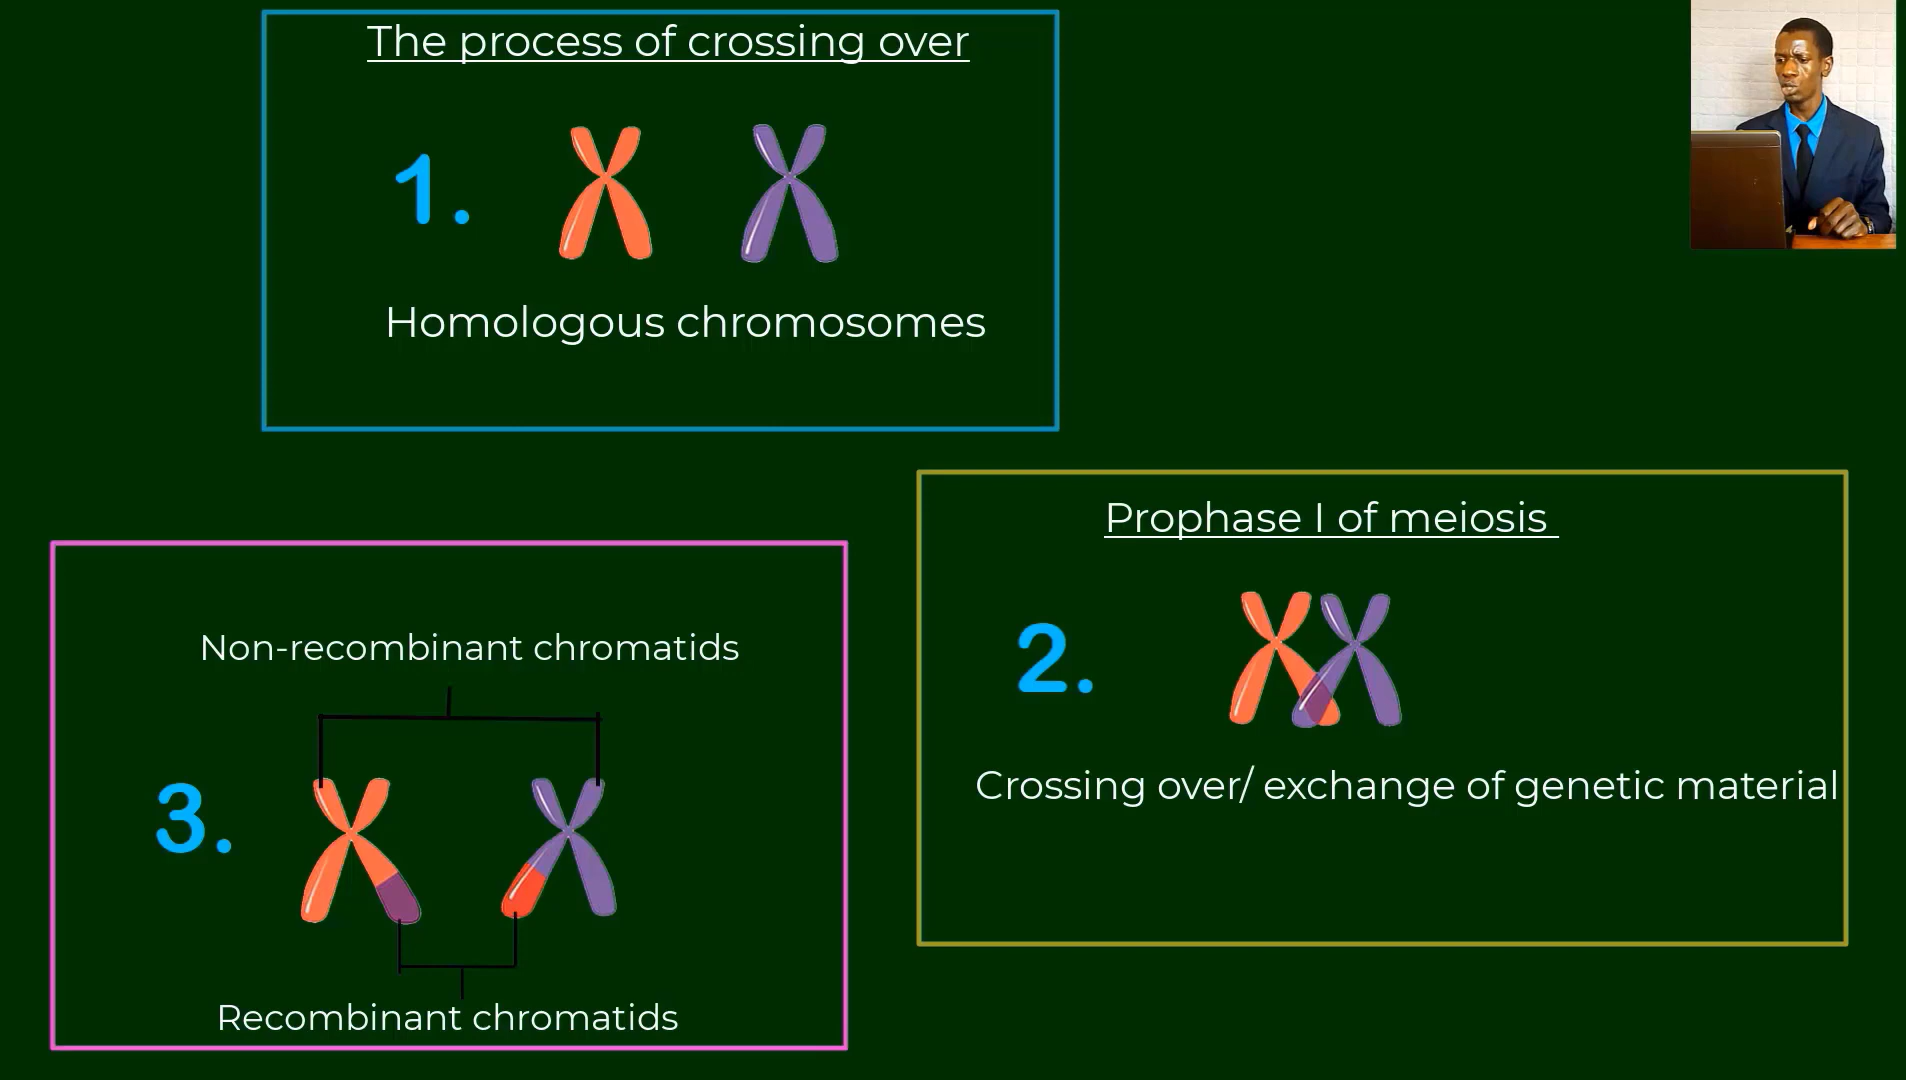 The process of crossing over
1.
Homologous chromosomes
Prophase I of meiosis
2.
Crossing over/ exchange of genetic material
Non-recombinant chromatids
3.
Recombinant chromatids